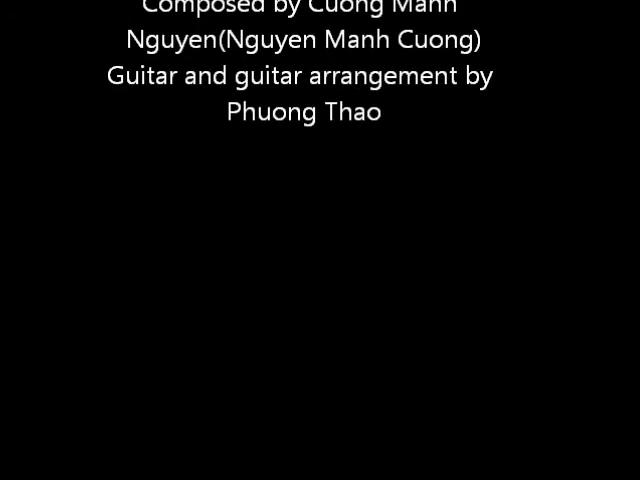 Composed by Cuong Manh
Nguyen(Nguyen Manh Cuong)
Guitar and guitar arrangement by
Phuong Thao